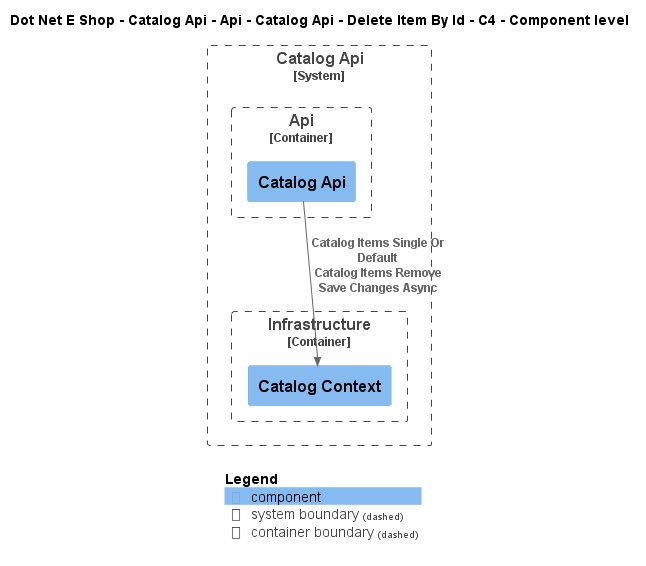 Dot Net E Shop - Catalog Api - Api - Catalog Api - Delete Item By Id - C4 - Component level
Catalog Api
[System]
Api
[Container]
Catalog Api
Catalog Items Single Or
Default
Catalog Items Remove
Save Changes Async
Infrastructure
[Container]
Catalog Context
Legend
component
system boundary (dashed)
container boundary (dashed)